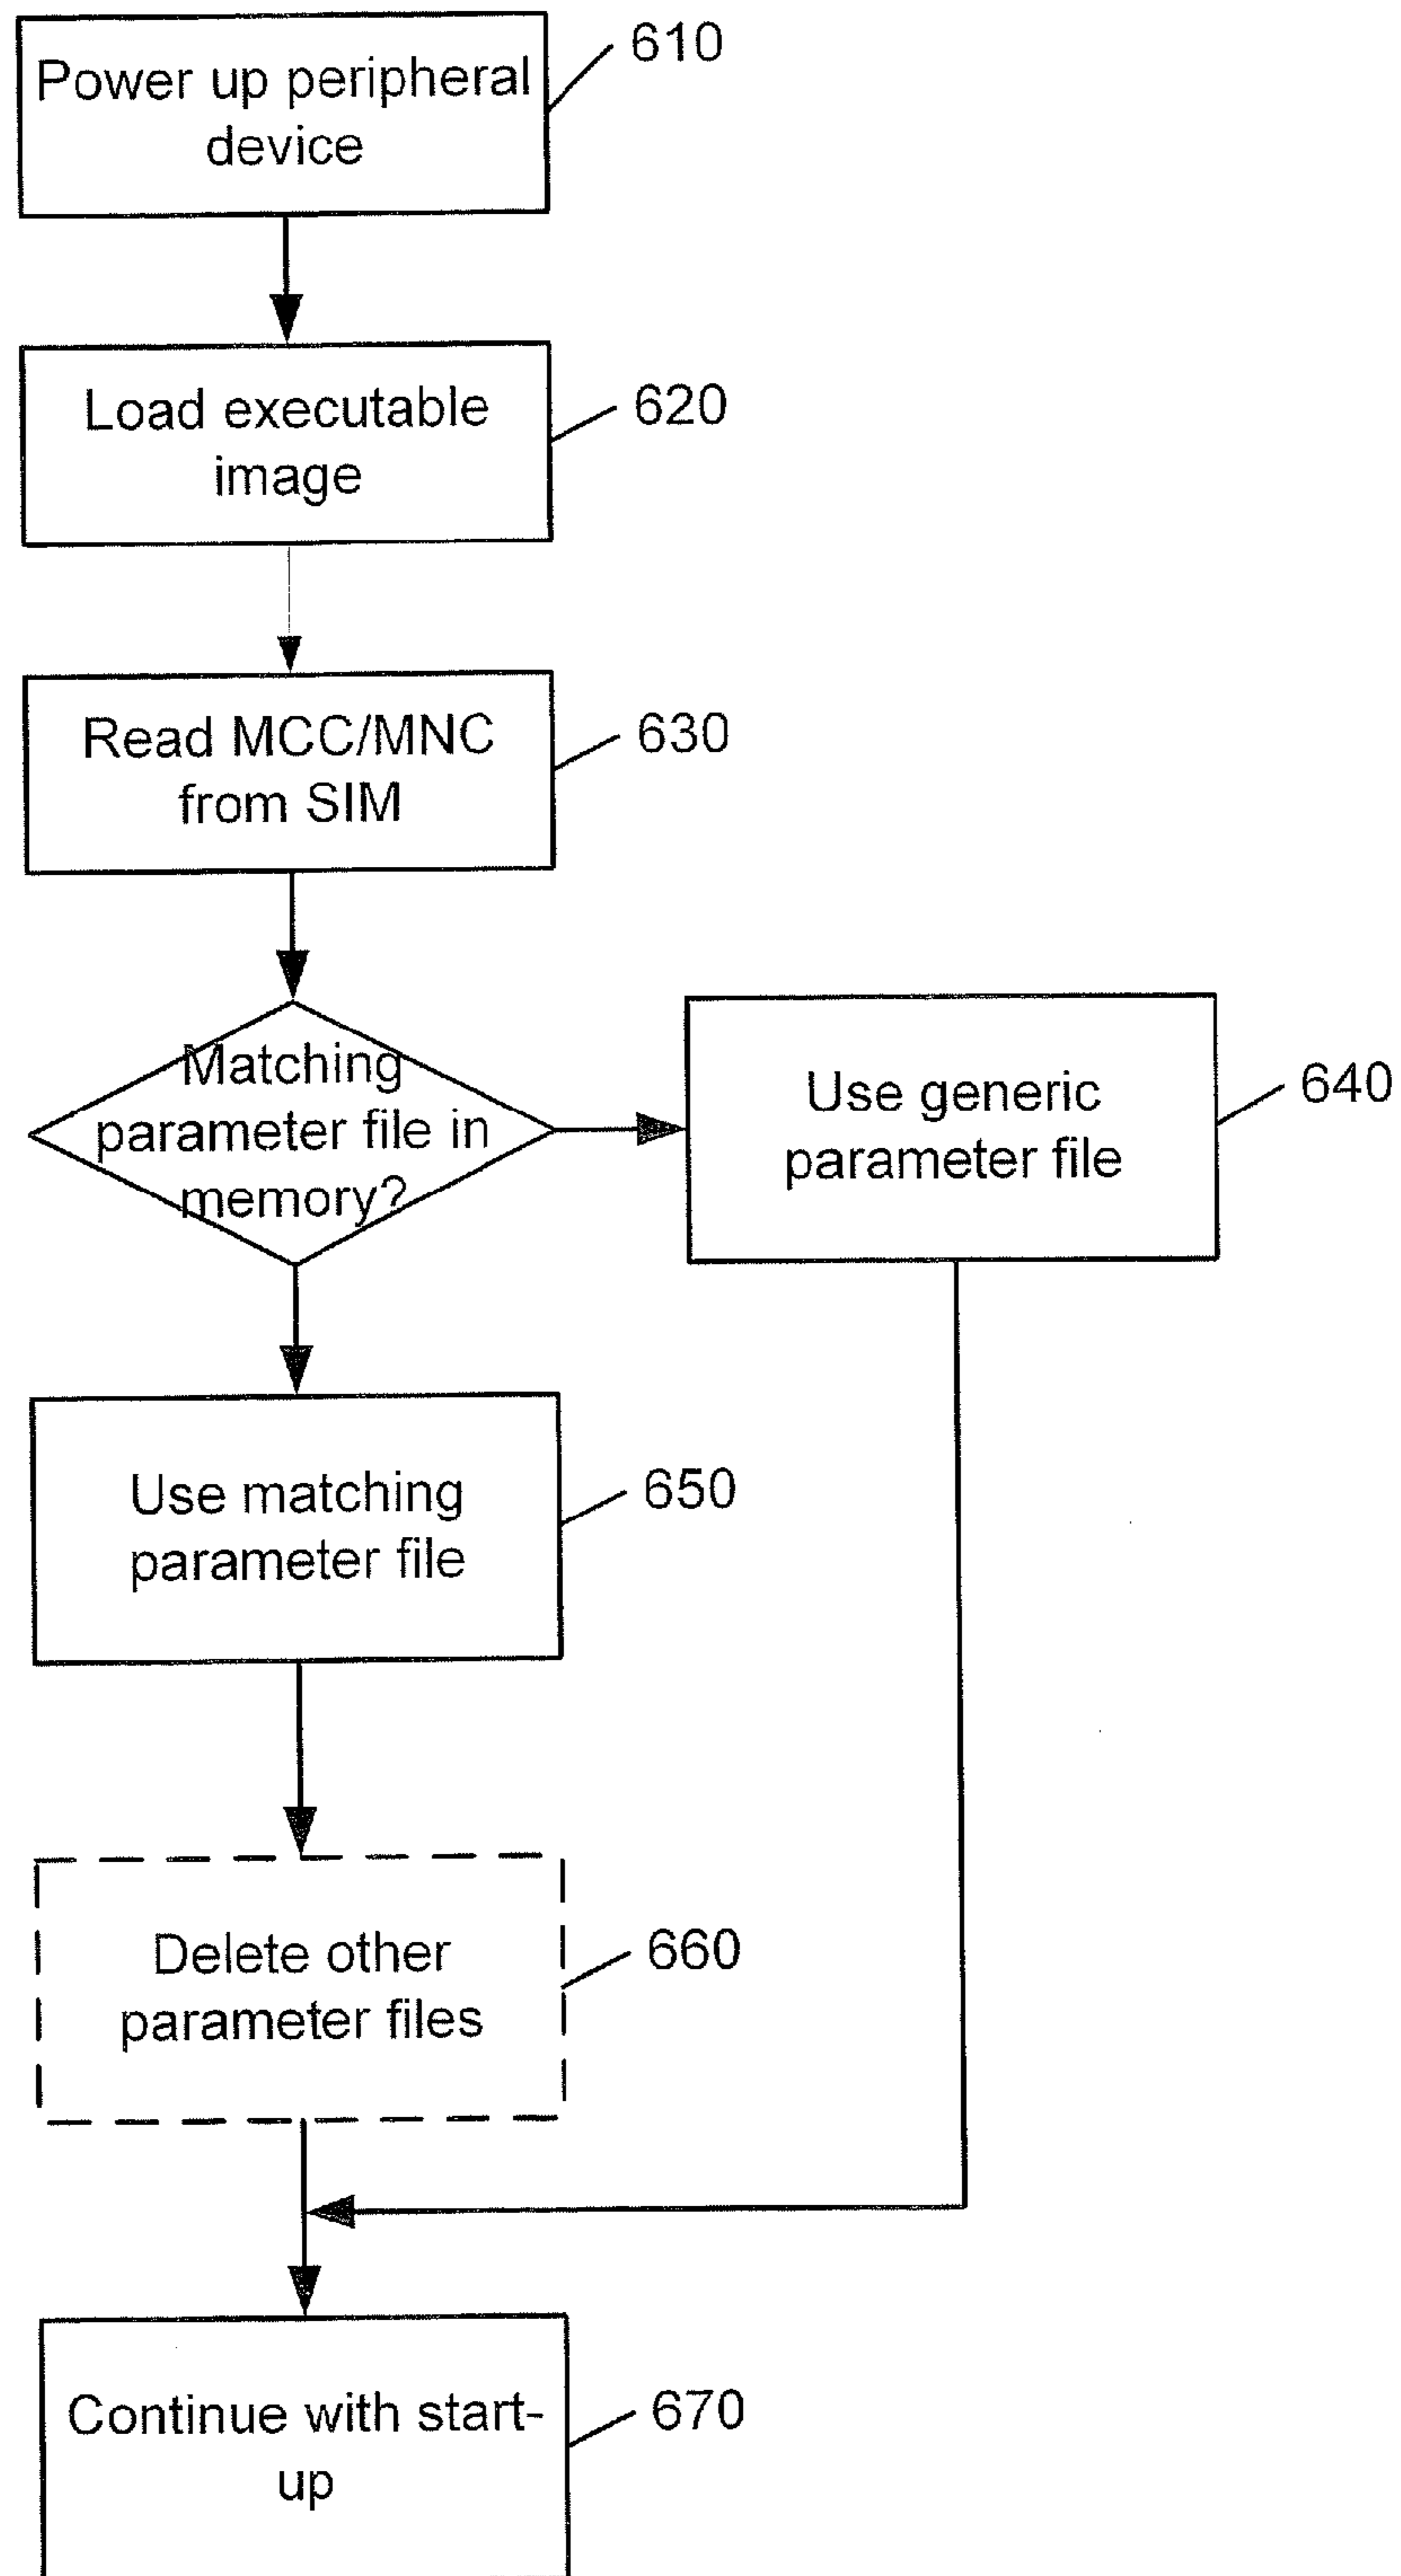 Power up peripheral
device
610
Load executable
image
620
Read MCC/MNC
from SIM
630
Matching
parameter file in
memory?
Use generic
parameter file
640
Use matching
parameter file
650
Delete other
parameter files
660
Continue with start-
up
670